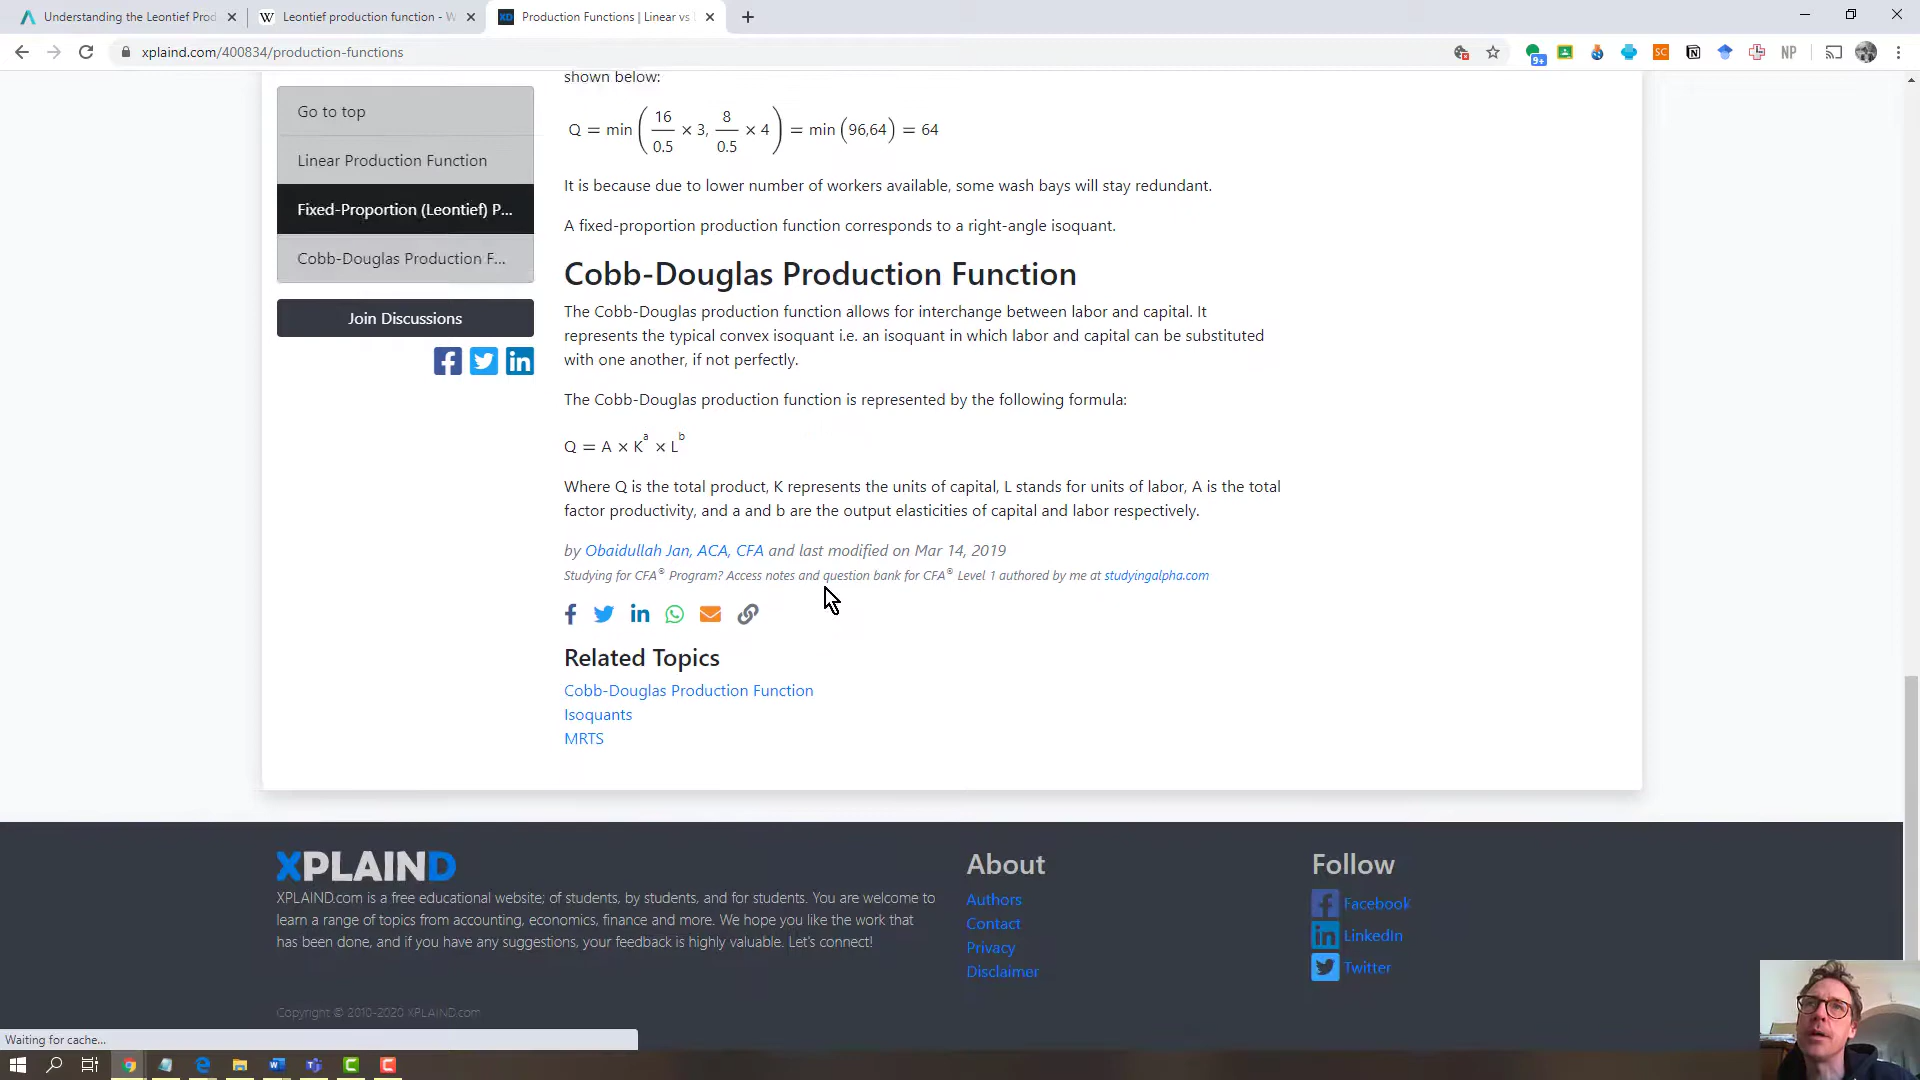 Understanding the Leontief Prod
Leontief production function - W
Production Functions | Linear vs
xplaind.com/400834/production-functions
9+
SC
NP
shown below:
Go to top
Linear Production Function
Fixed-Proportion (Leontief) P...
Cobb-Douglas Production F...
Join Discussions
Q = min ( 16/0.5 × 3, 8/0.5 × 4 ) = min (96,64) = 64
It is because due to lower number of workers available, some wash bays will stay redundant.
A fixed-proportion production function corresponds to a right-angle isoquant.
Cobb-Douglas Production Function
The Cobb-Douglas production function allows for interchange between labor and capital. It
represents the typical convex isoquant i.e. an isoquant in which labor and capital can be substituted
with one another, if not perfectly.
The Cobb-Douglas production function is represented by the following formula:
Q = A × K^a × L^b
Where Q is the total product, K represents the units of capital, L stands for units of labor, A is the total
factor productivity, and a and b are the output elasticities of capital and labor respectively.
by Obaidullah Jan, ACA, CFA and last modified on Mar 14, 2019
Studying for CFA® Program? Access notes and question bank for CFA® Level 1 authored by me at studyingalpha.com
Related Topics
Cobb-Douglas Production Function
Isoquants
MRTS
XPLAIND
XPLAIND.com is a free educational website; of students, by students, and for students. You are welcome to
learn a range of topics from accounting, economics, finance and more. We hope you like the work that
has been done, and if you have any suggestions, your feedback is highly valuable. Let's connect!
Copyright © 2010-2020 XPLAIND.com
About
Authors
Contact
Privacy
Disclaimer
Follow
Facebook
LinkedIn
Twitter
Waiting for cache...